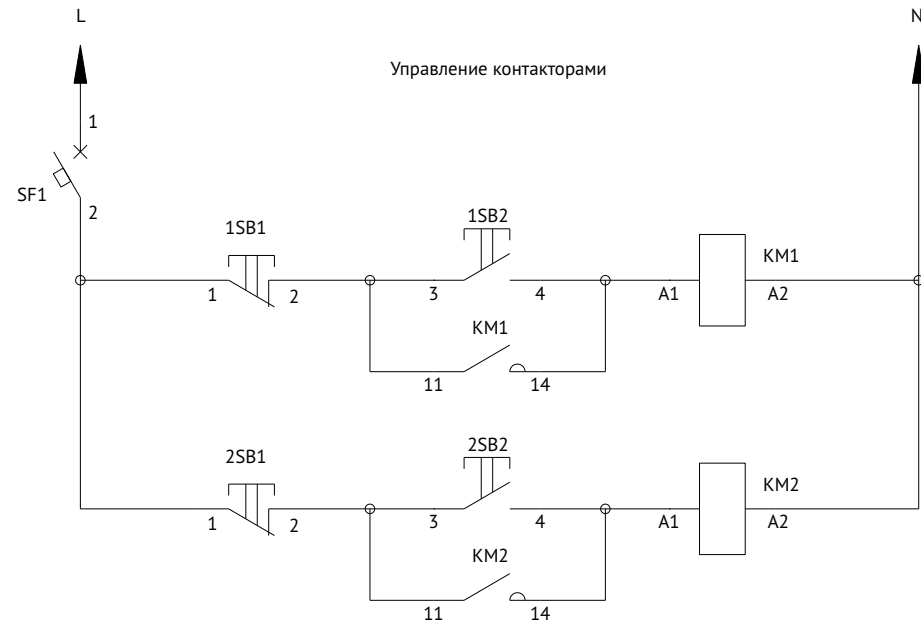 L
N
Управление контакторами
1
SF1
2
1SB1
1SB2
KM1
1
2
3
4
A1
A2
KM1
11
14
2SB1
2SB2
KM2
1
2
3
4
A1
A2
KM2
11
14